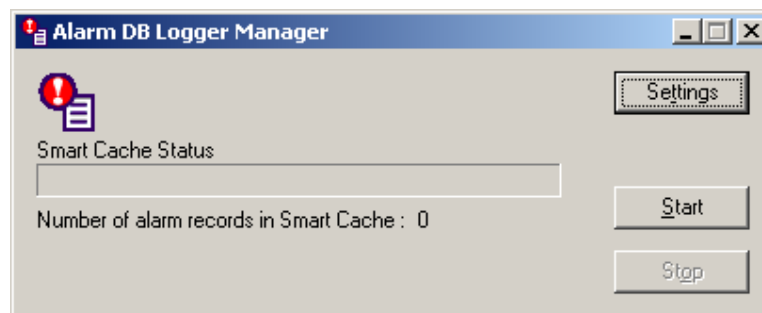 Alarm DB Logger Manager
Settings
Smart Cache Status
Number of alarm records in Smart Cache : 0
Start
Stop